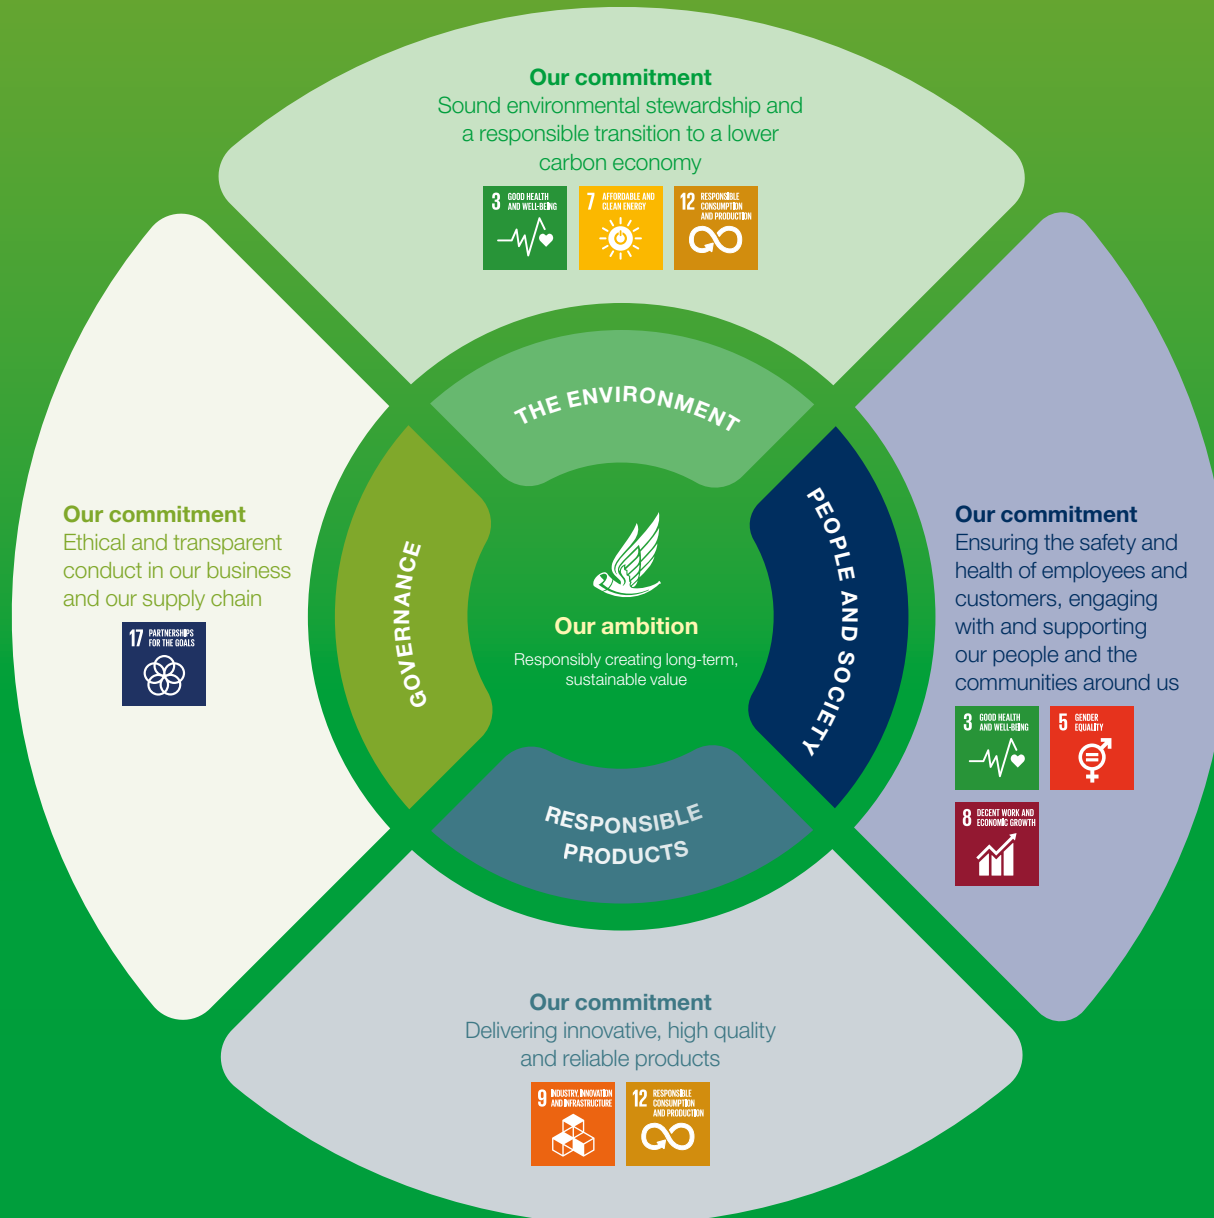 Our commitment
Sound environmental stewardship and
a responsible transition to a lower
carbon economy
3 GOOD HEALTH
AND WELL-BEING
7 AFFORDABLE AND
CLEAN ENERGY
12 RESPONSIBLE
CONSUMPTION
AND PRODUCTION
THE ENVIRONMENT
Our commitment
Ethical and transparent
conduct in our business
and our supply chain
17 PARTNERSHIPS
FOR THE GOALS
GOVERNANCE
Our ambition
Responsibly creating long-term,
sustainable value
PEOPLE AND SOCIETY
Our commitment
Ensuring the safety and
health of employees and
customers, engaging
with and supporting
our people and the
communities around us
3 GOOD HEALTH
AND WELL-BEING
5 GENDER
EQUALITY
8 DECENT WORK AND
ECONOMIC GROWTH
RESPONSIBLE
PRODUCTS
Our commitment
Delivering innovative, high quality
and reliable products
9 INDUSTRY, INNOVATION
AND INFRASTRUCTURE
12 RESPONSIBLE
CONSUMPTION
AND PRODUCTION